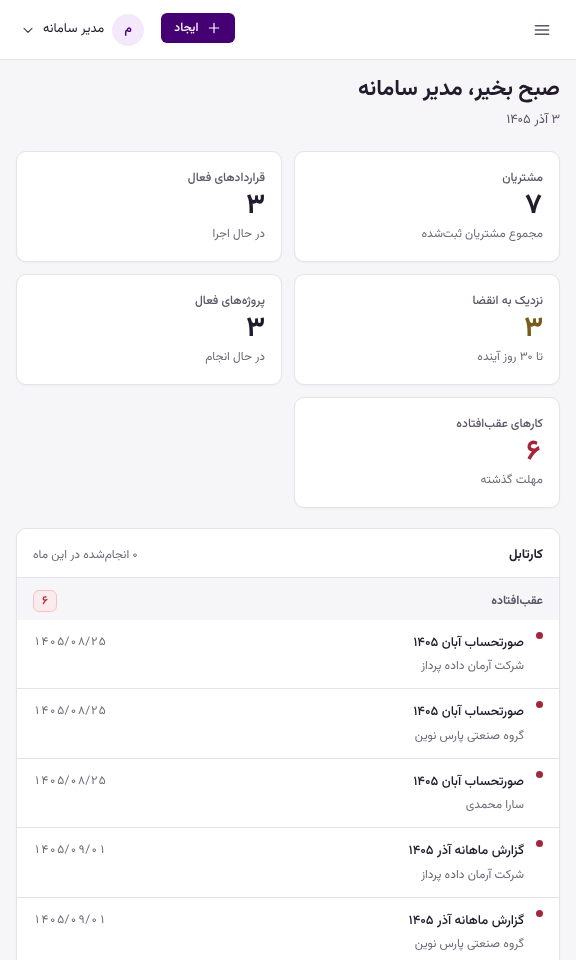 ایجاد
م
مدیر سامانه
صبح بخیر، مدیر سامانه
۳ آذر ۱۴۰۵
مشتریان
۷
مجموع مشتریان ثبت‌شده
قراردادهای فعال
۳
در حال اجرا
نزدیک به انقضا
۳
تا ۳۰ روز آینده
پروژه‌های فعال
۳
در حال انجام
کارهای عقب‌افتاده
۶
مهلت گذشته
کارتابل
۰ انجام‌شده در این ماه
عقب‌افتاده
۶
صورتحساب آبان ۱۴۰۵
۱۴۰۵/۰۸/۲۵
شرکت آرمان داده پرداز
صورتحساب آبان ۱۴۰۵
۱۴۰۵/۰۸/۲۵
گروه صنعتی پارس نوین
صورتحساب آبان ۱۴۰۵
۱۴۰۵/۰۸/۲۵
سارا محمدی
گزارش ماهانه آذر ۱۴۰۵
۱۴۰۵/۰۹/۰۱
شرکت آرمان داده پرداز
گزارش ماهانه آذر ۱۴۰۵
۱۴۰۵/۰۹/۰۱
گروه صنعتی پارس نوین